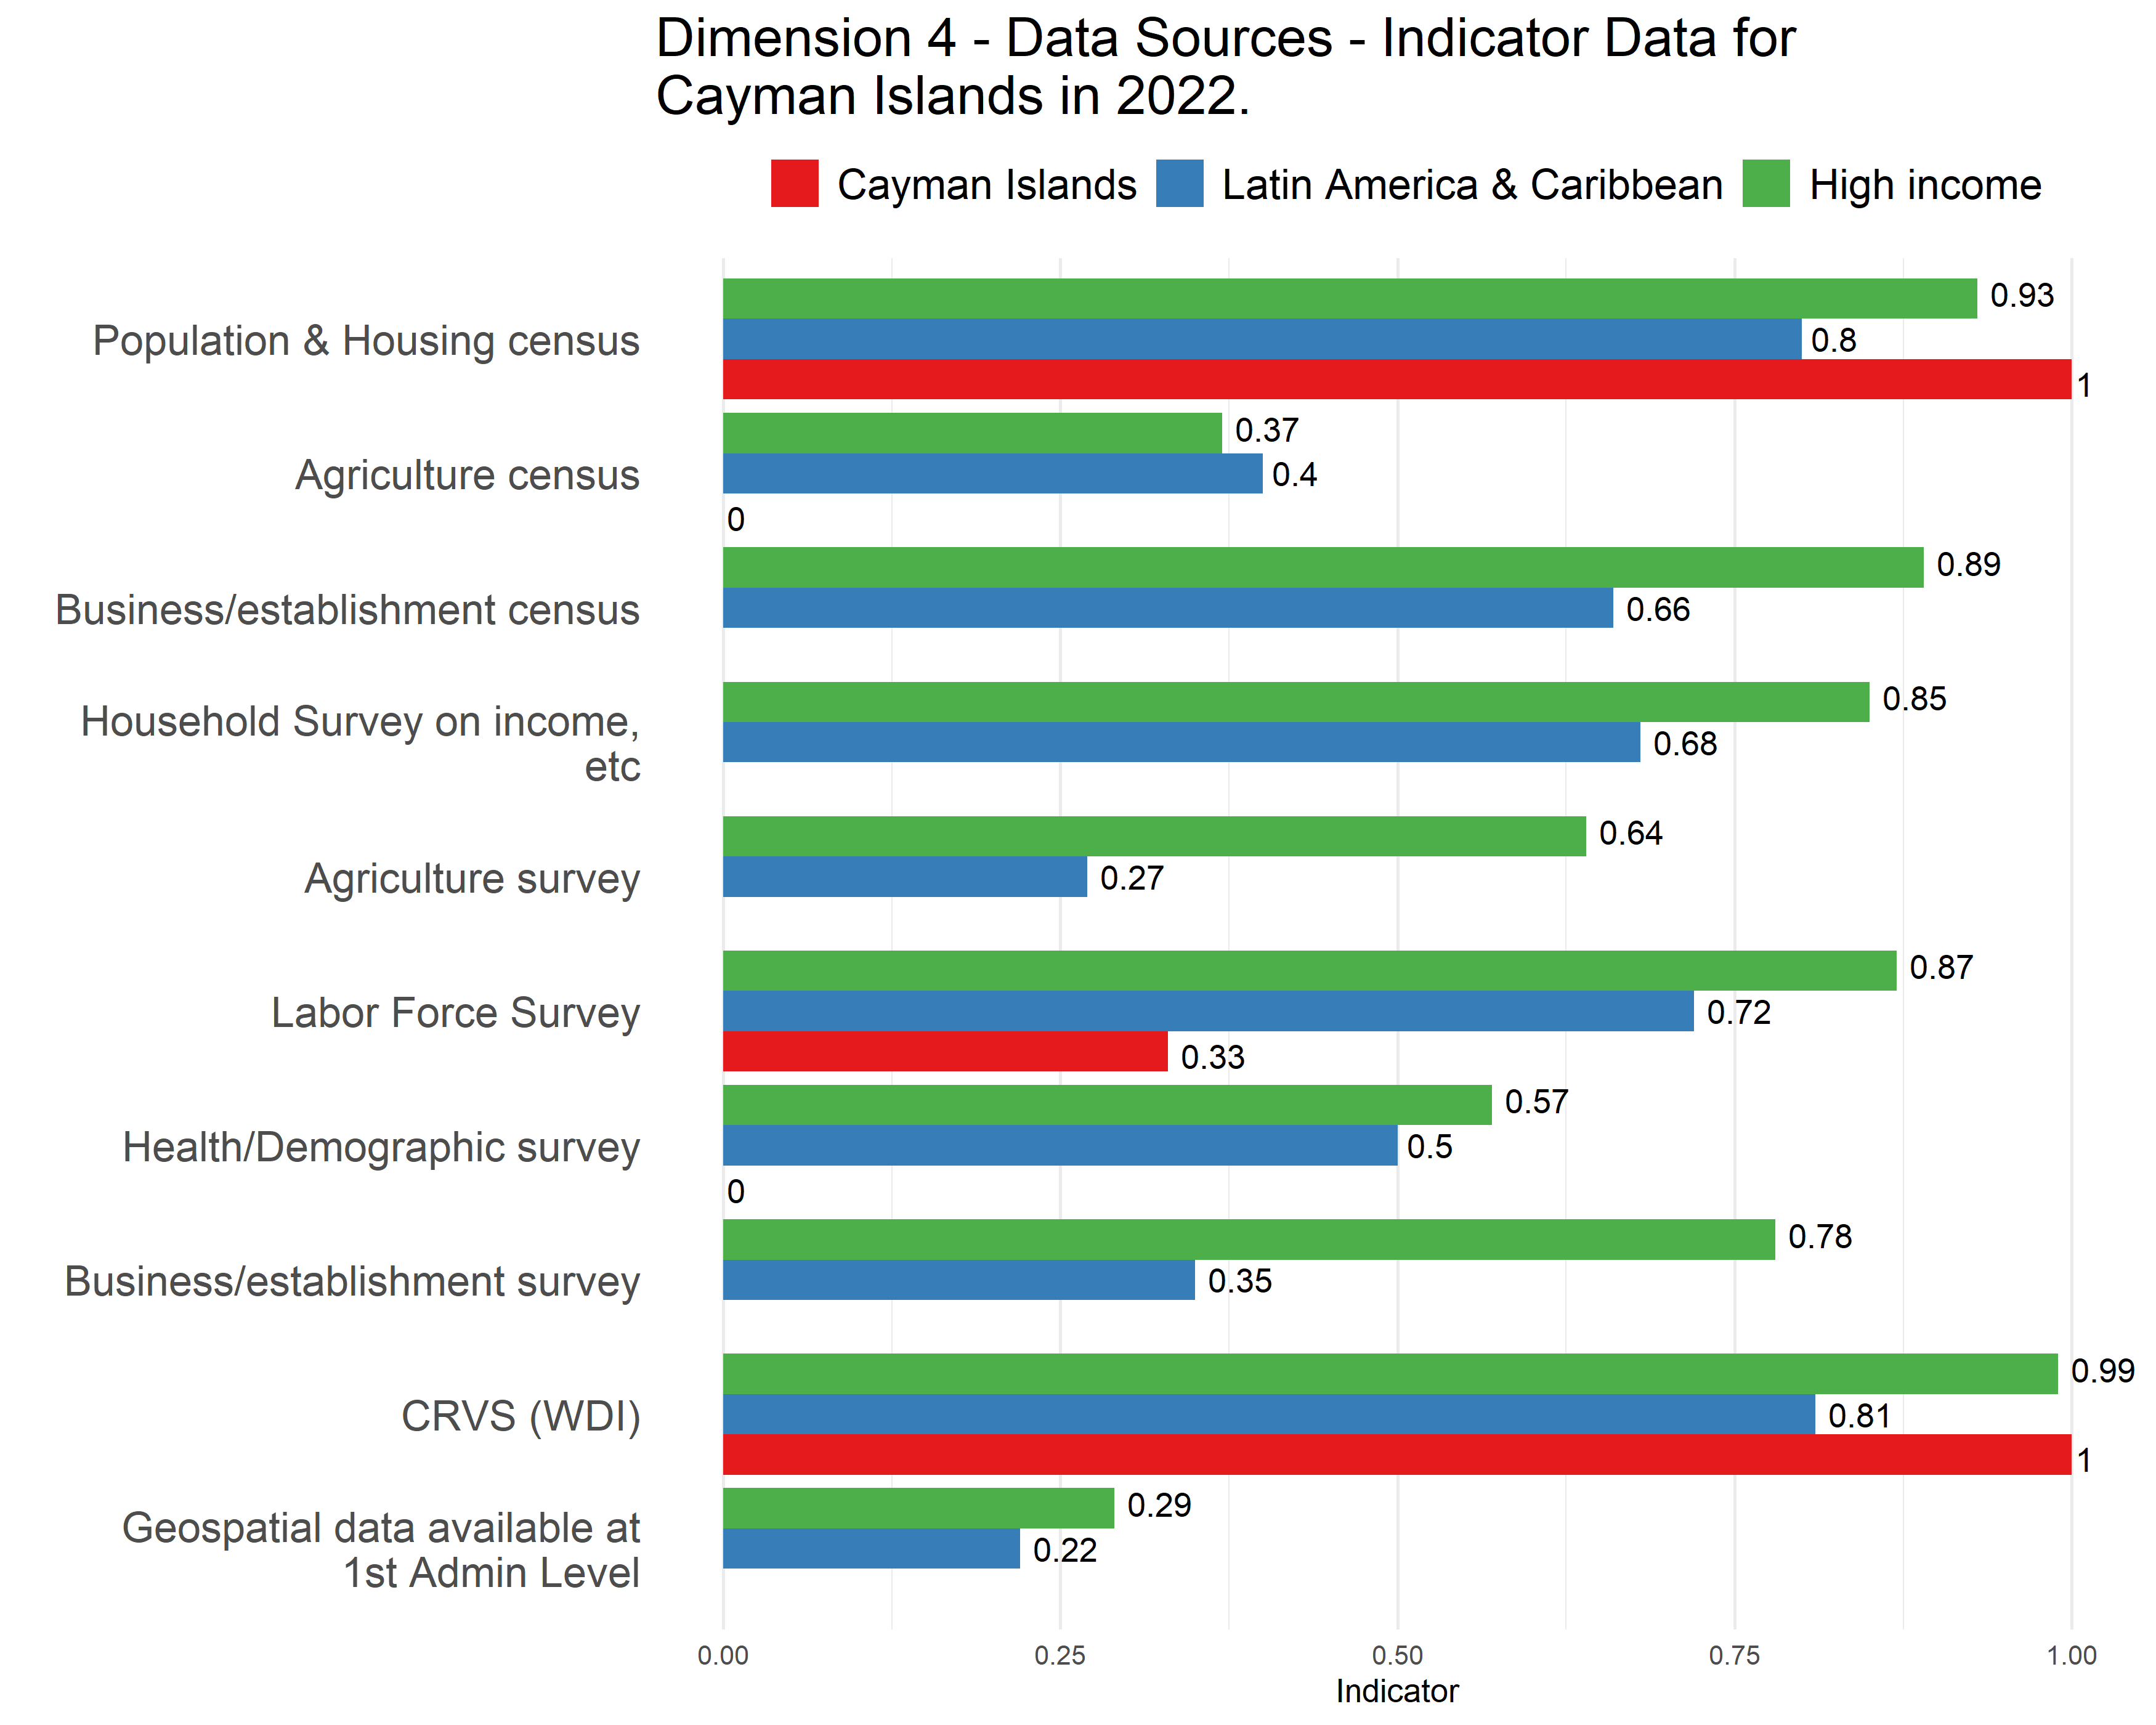 Dimension 4 - Data Sources - Indicator Data for
Cayman Islands in 2022.
Cayman Islands
Latin America & Caribbean
High income
Population & Housing census
0.93
0.8
1
Agriculture census
0.37
0.4
0
Business/establishment census
0.89
0.66
Household Survey on income,
etc
0.85
0.68
Agriculture survey
0.64
0.27
Labor Force Survey
0.87
0.72
0.33
Health/Demographic survey
0.57
0.5
0
Business/establishment survey
0.78
0.35
CRVS (WDI)
0.99
0.81
1
Geospatial data available at
1st Admin Level
0.29
0.22
0.00
0.25
0.50
0.75
1.00
Indicator